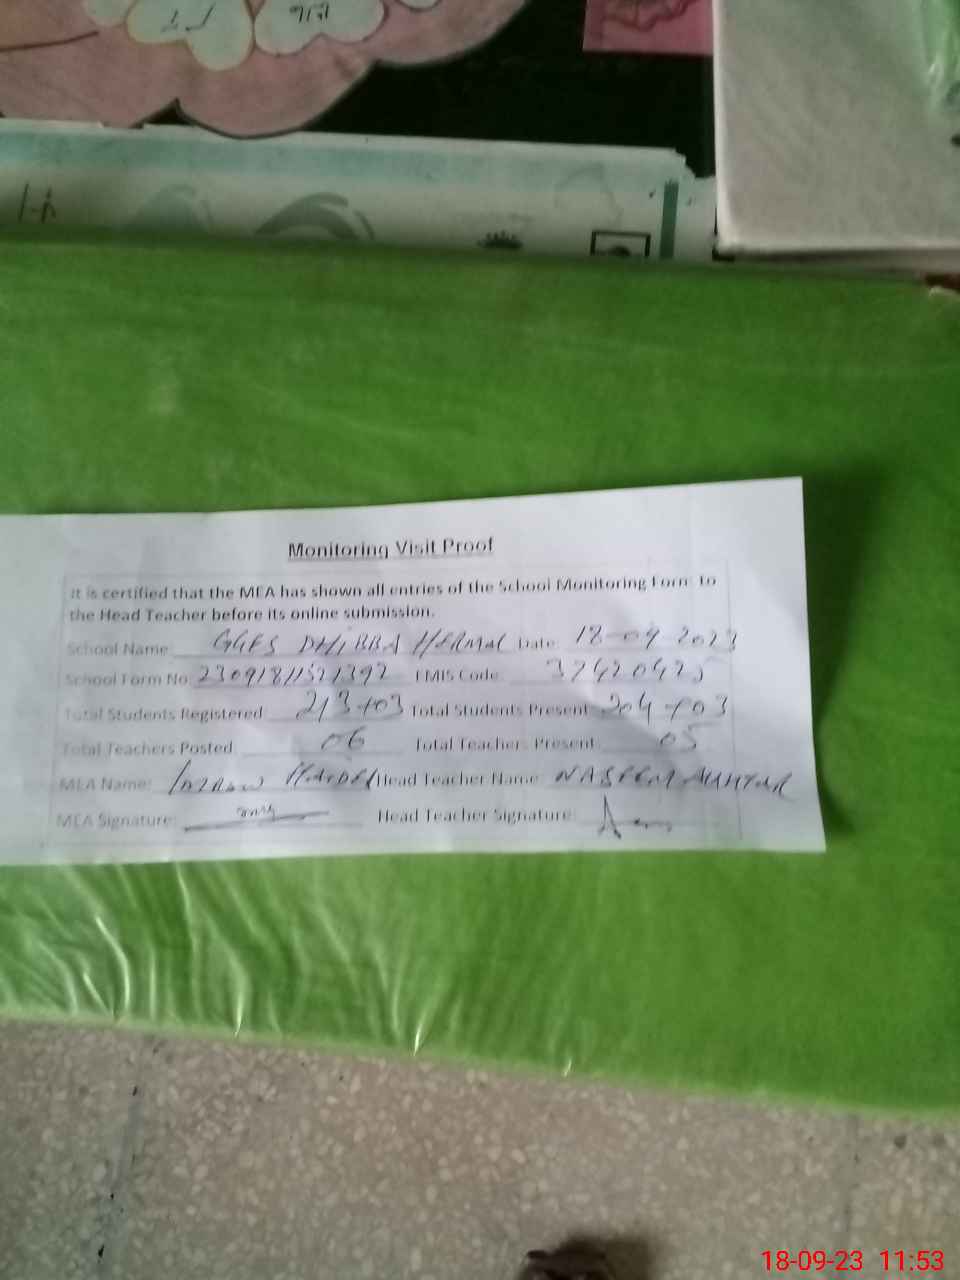 Monitoring Visit Proof
It is certified that the MEA has shown all entries of the School Monitoring Form To
the Head Teacher before its online submission.
School Name: GGES DHIBBA HERMAL Date: 18-09-2023
School Form No: EMIS Code: 37420425
Total Students Registered: 213+03 Total Students Present: 204+03
Total Teachers Posted: 06 Total Teachers Present: 05
MEA Name: Head Teacher Name: NASEEM AKHTAR
MEA Signature: Head Teacher Signature:
18-09-23 11:53